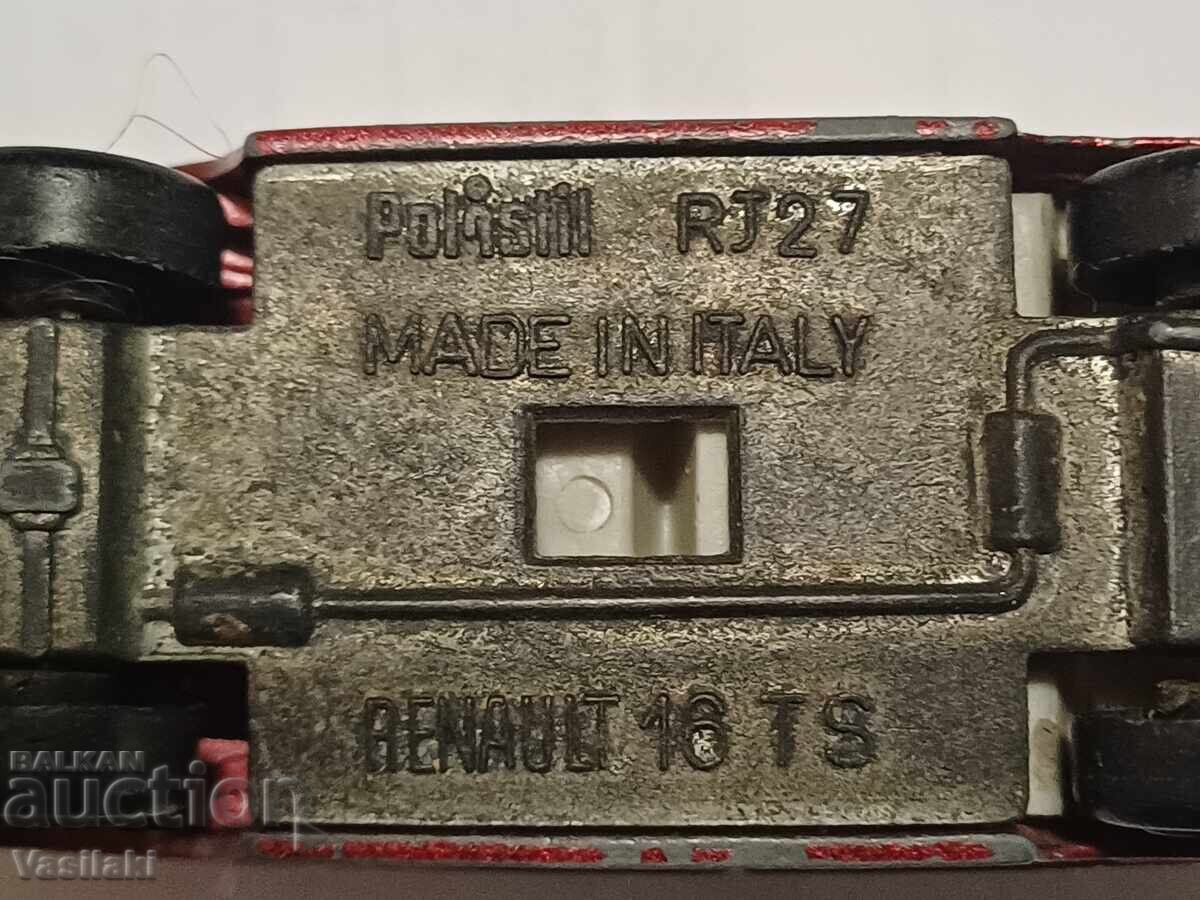 Polistil RJ27
MADE IN ITALY
RENAULT 16 TS
BALKAN
auction
Vasilaki